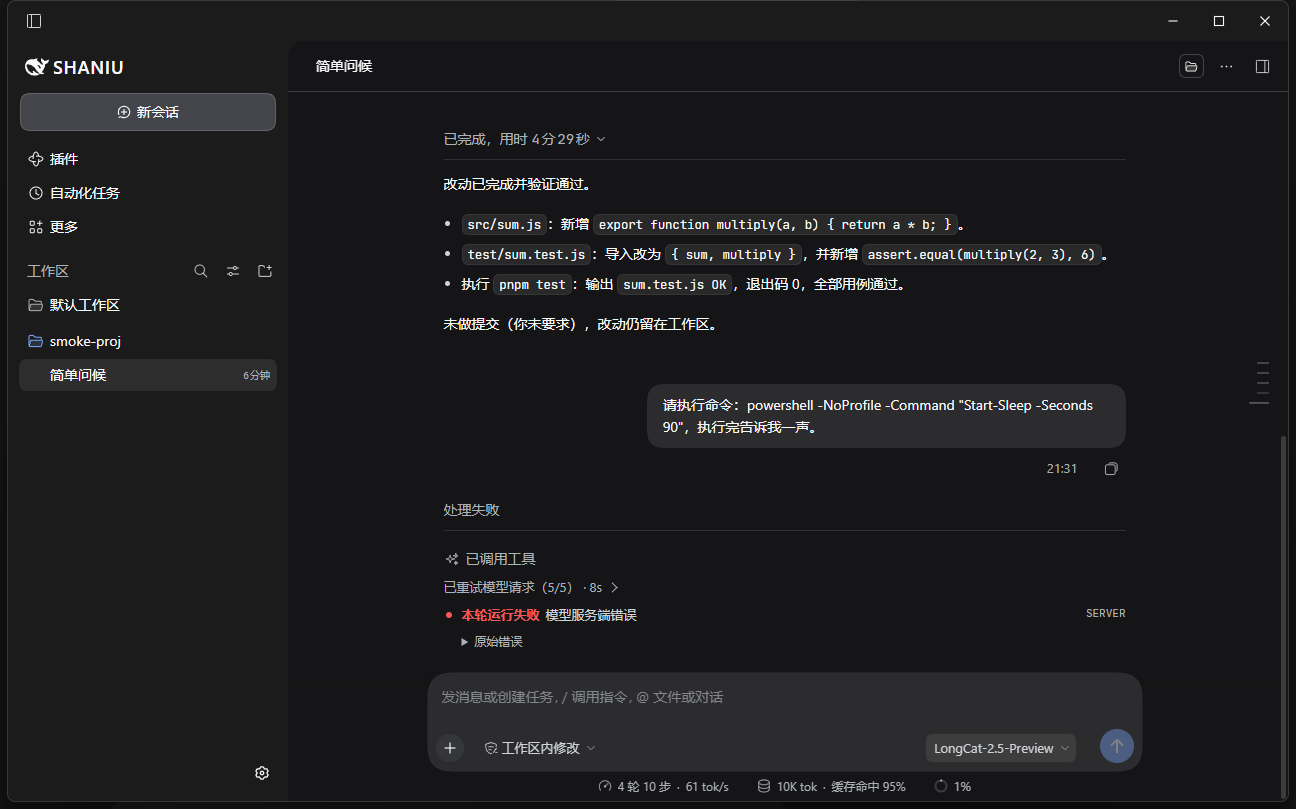 SHANIU
新会话
插件
自动化任务
更多
工作区
默认工作区
smoke-proj
简单问候 6分钟
简单问候
已完成，用时 4分29秒
改动已完成并验证通过。
• src/sum.js：新增 export function multiply(a, b) { return a * b; }。
• test/sum.test.js：导入改为 { sum, multiply }，并新增 assert.equal(multiply(2, 3), 6)。
• 执行 pnpm test：输出 sum.test.js OK，退出码 0，全部用例通过。
未做提交（你未要求），改动仍留在工作区。
请执行命令：powershell -NoProfile -Command "Start-Sleep -Seconds
90"，执行完告诉我一声。
21:31
处理失败
已调用工具
已重试模型请求（5/5） · 8s
本轮运行失败 模型服务端错误 SERVER
原始错误
发消息或创建任务, / 调用指令, @ 文件或对话
工作区内修改 LongCat-2.5-Preview
4 轮 10 步 · 61 tok/s 10K tok · 缓存命中 95% 1%